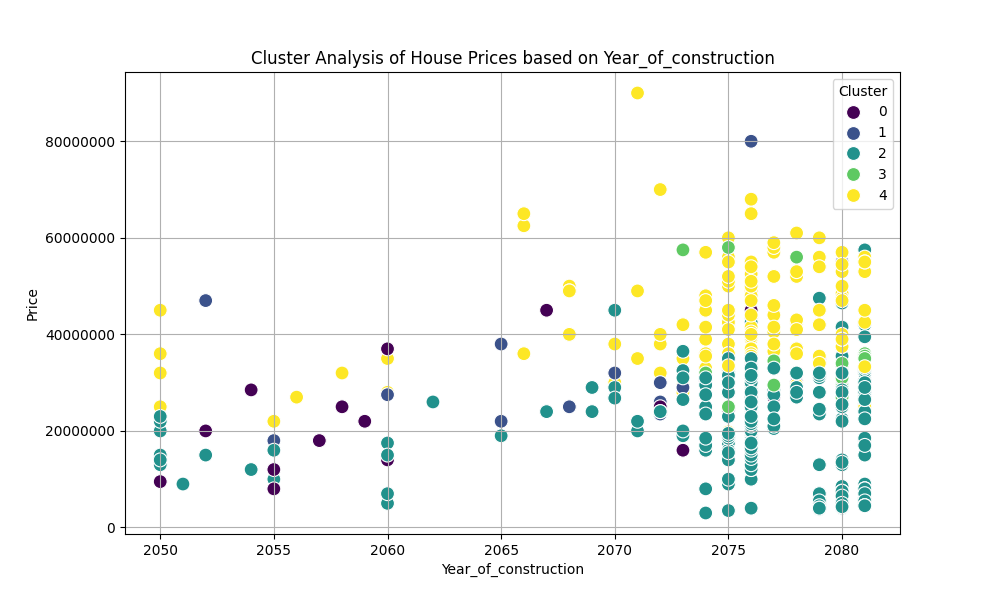 Cluster Analysis of House Prices based on Year_of_construction
Cluster
0
1
2
3
4
Price
80000000
60000000
40000000
20000000
0
2050 2055 2060 2065 2070 2075 2080
Year_of_construction